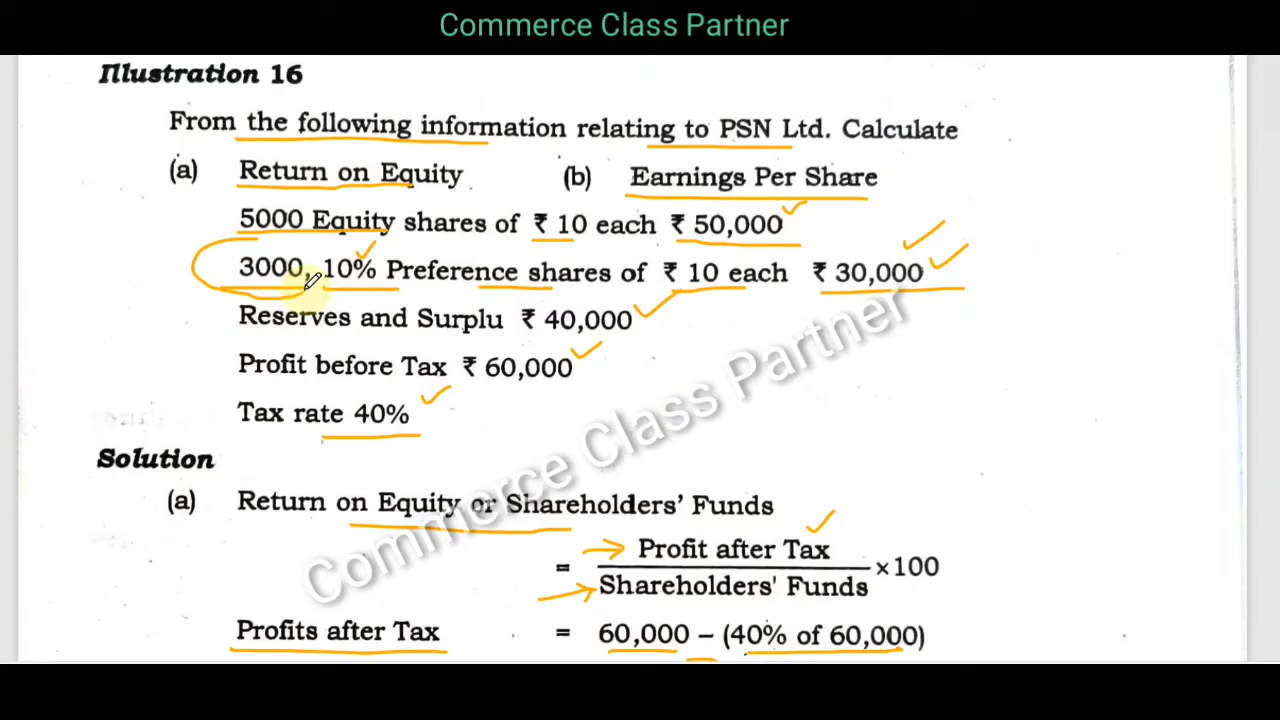 Commerce Class Partner
Illustration 16
From the following information relating to PSN Ltd. Calculate
(a) Return on Equity (b) Earnings Per Share
5000 Equity shares of ₹ 10 each ₹ 50,000
3000, 10% Preference shares of ₹ 10 each ₹ 30,000
Reserves and Surplu ₹ 40,000
Profit before Tax ₹ 60,000
Tax rate 40%
Solution
(a) Return on Equity or Shareholders' Funds
= Profit after Tax
Shareholders' Funds ×100
Profits after Tax = 60,000 – (40% of 60,000)
Commerce Class Partner